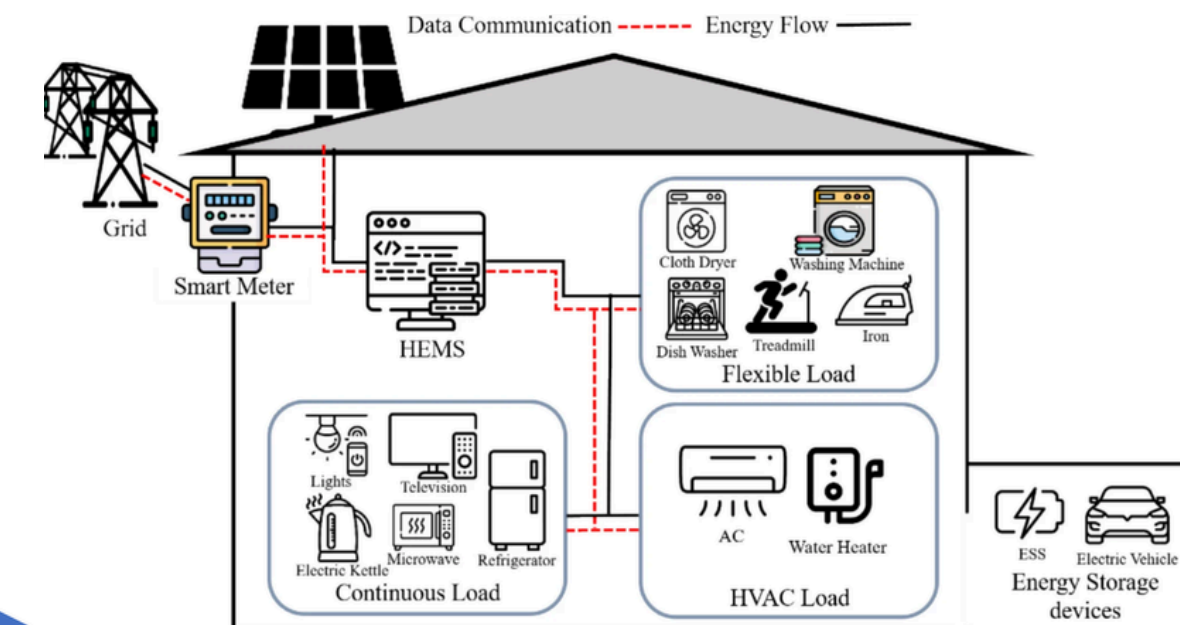 Data Communication
Energy Flow
Grid
Smart Meter
</>
HEMS
Cloth Dryer
Washing Machine
Dish Washer
Treadmill
Iron
Flexible Load
Lights
Television
Electric Kettle
Microwave
Refrigerator
Continuous Load
AC
Water Heater
HVAC Load
ESS
Electric Vehicle
Energy Storage
devices